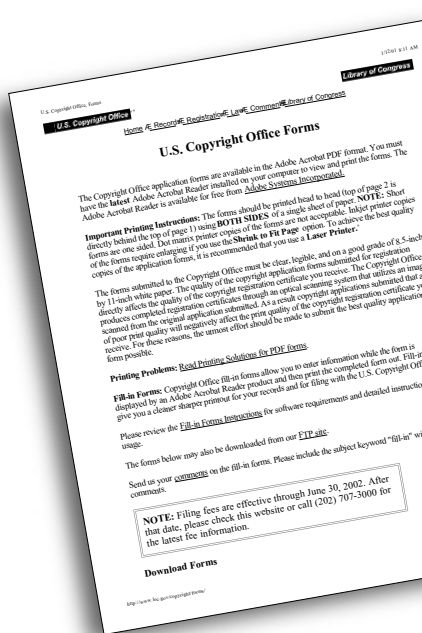 U.S. Copyright Office, Forms
1/12/01 8:11 AM
U.S. Copyright Office
Library of Congress
Home Records Registration Law Comments Library of Congress
U.S. Copyright Office Forms
The Copyright Office application forms are available in the Adobe Acrobat PDF format. You must
have the latest Adobe Acrobat Reader installed on your computer to view and print the forms. The
Adobe Acrobat Reader is available for free from Adobe Systems Incorporated.
Important Printing Instructions: The forms should be printed head to head (top of page 2 is
directly behind the top of page 1) using BOTH SIDES of a single sheet of paper. NOTE: Short
forms are one sided. Dot matrix printer copies of the forms are not acceptable. Inkjet printer copies
of the forms require enlarging if you use the Shrink to Fit Page option. To achieve the best quality
copies of the application forms, it is recommended that you use a Laser Printer.
The forms submitted to the Copyright Office must be clear, legible, and on a good grade of 8.5-inch
by 11-inch white paper. The quality of the copyright application forms submitted for registration
directly affects the quality of the copyright registration certificate you receive. The Copyright Office
produces completed registration certificates through an optical scanning system that utilizes an
scanned from the original application submitted. As a result copyright applications submitted that
of poor print quality will negatively affect the print quality of the copyright registration certificate
receive. For these reasons, the utmost effort should be made to submit the best quality
form possible.
Printing Problems: Read Printing Solutions for PDF forms.
Fill-in Forms: Copyright Office fill-in forms allow you to enter information while the form is
displayed by an Adobe Acrobat Reader product and then print the completed form out.
give you a cleaner sharper printout for your records and for filing with the U.S. Copyright
Please review the Fill-in Forms Instructions for software requirements and detailed
usage.
The forms below may also be downloaded from our FTP site.
Send us your comments on the fill-in forms. Please include the subject keyword "fill-in"
comments.
NOTE: Filing fees are effective through June 30, 2002. After
that date, please check this website or call (202) 707-3000 for
the latest fee information.
Download Forms
http://www.loc.gov/copyright/forms/